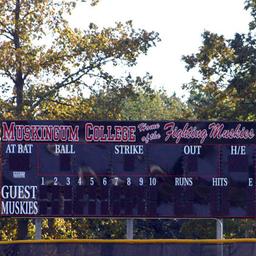 MUSKINGUM COLLEGE Home of the Fighting Muskies
AT BAT BALL STRIKE OUT H/E
1 2 3 4 5 6 7 8 9 10 RUNS HITS E
GUEST
MUSKIES